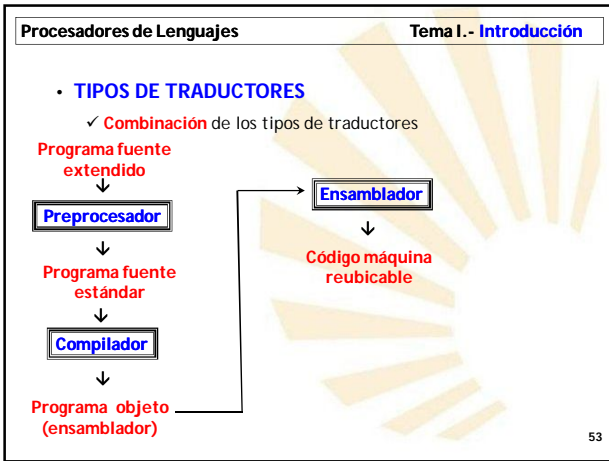 Procesadores de Lenguajes
Tema I.- Introducción
• TIPOS DE TRADUCTORES
✓ Combinación de los tipos de traductores
Programa fuente
extendido
Preprocesador
Programa fuente
estándar
Compilador
Programa objeto
(ensamblador)
Ensamblador
Código máquina
reubicable
53